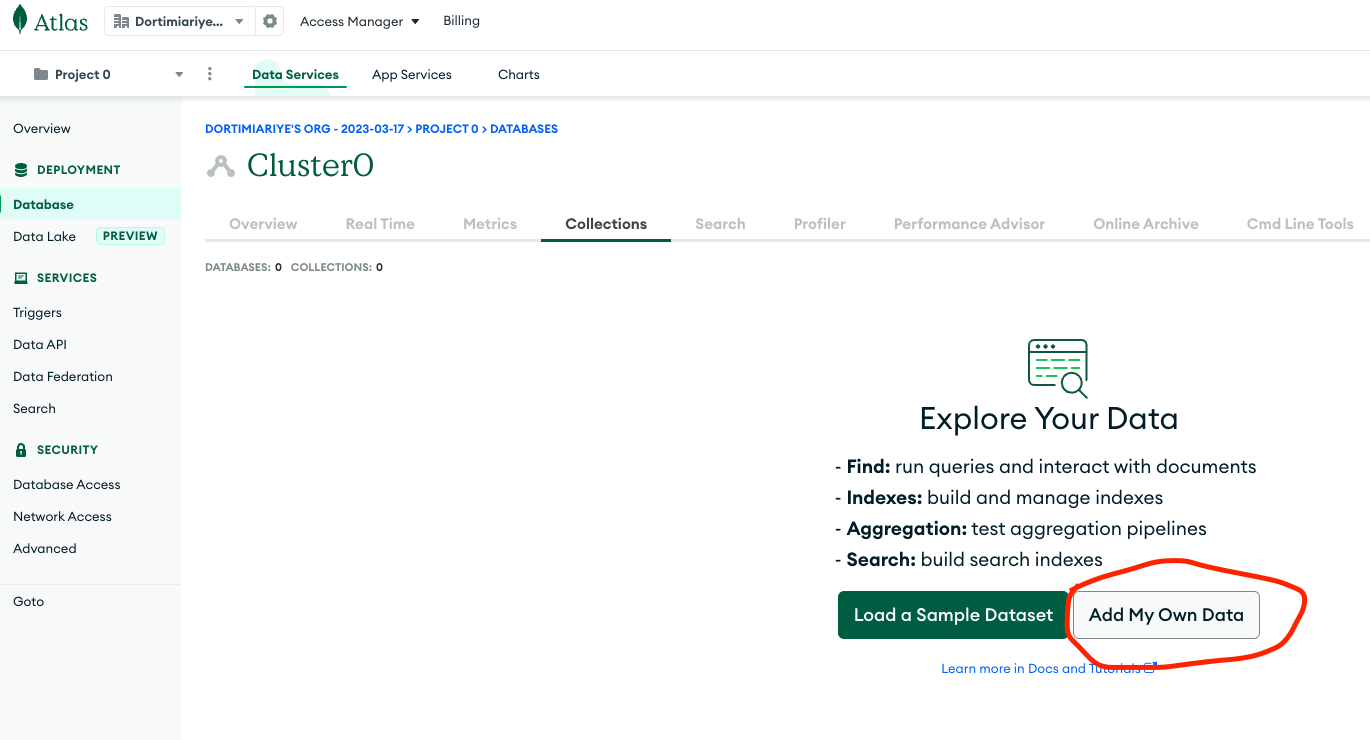 Atlas Dortimiariye... Access Manager Billing
Project 0 Data Services App Services Charts
Overview
DEPLOYMENT
Database
Data Lake PREVIEW
SERVICES
Triggers
Data API
Data Federation
Search
SECURITY
Database Access
Network Access
Advanced
Goto
DORTIMIARIYE'S ORG - 2023-03-17 > PROJECT 0 > DATABASES
Cluster0
Overview Real Time Metrics Collections Search Profiler Performance Advisor Online Archive Cmd Line Tools
DATABASES: 0 COLLECTIONS: 0
Explore Your Data
- Find: run queries and interact with documents
- Indexes: build and manage indexes
- Aggregation: test aggregation pipelines
- Search: build search indexes
Load a Sample Dataset Add My Own Data
Learn more in Docs and Tutorials